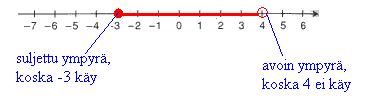 -7 -6 -5 -4 -3 -2 -1 0 1 2 3 4 5 6
suljettu ympyrä,
koska -3 käy
avoin ympyrä,
koska 4 ei käy